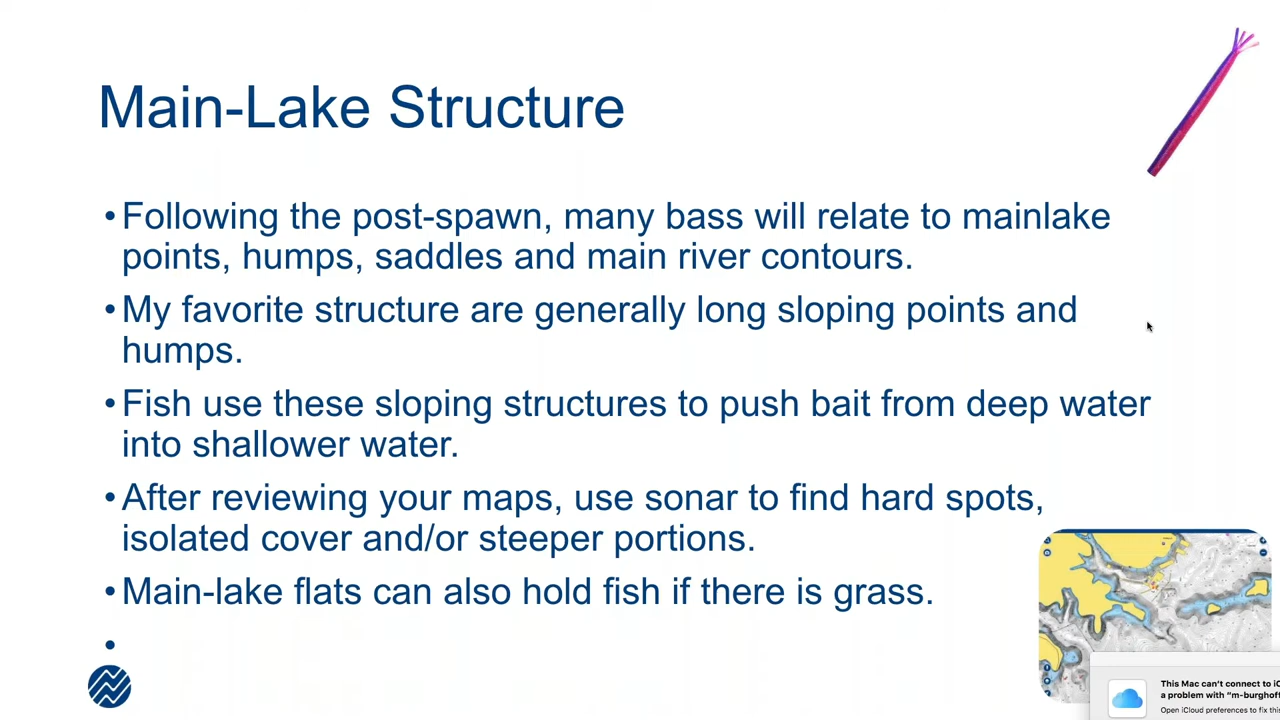 Main-Lake Structure
•Following the post-spawn, many bass will relate to mainlake
points, humps, saddles and main river contours.
•My favorite structure are generally long sloping points and
humps.
•Fish use these sloping structures to push bait from deep water
into shallower water.
•After reviewing your maps, use sonar to find hard spots,
isolated cover and/or steeper portions.
•Main-lake flats can also hold fish if there is grass.
•
This Mac can't connect to iC
a problem with "m-burghoff
Open iCloud preferences to fix this